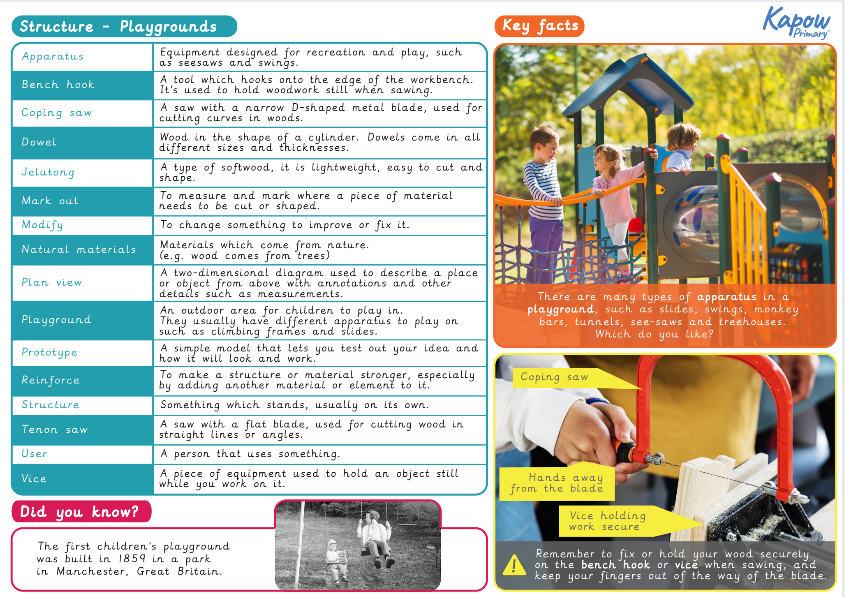 Structure - Playgrounds
Apparatus
Equipment designed for recreation and play, such
as seesaws and swings.
Bench hook
A tool which hooks onto the edge of the workbench.
It's used to hold woodwork still when sawing.
Coping saw
A saw with a narrow D-shaped metal blade, used for
cutting curves in woods.
Dowel
Wood in the shape of a cylinder. Dowels come in all
different sizes and thicknesses.
Jelutong
A type of softwood, it is lightweight, easy to cut and
shape.
Mark out
To measure and mark where a piece of material
needs to be cut or shaped.
Modify
To change something to improve or fix it.
Natural materials
Materials which come from nature.
(e.g. wood comes from trees)
Plan view
A two-dimensional diagram used to describe a place
or object from above with annotations and other
details such as measurements.
Playground
An outdoor area for children to play in.
They usually have different apparatus to play on
such as climbing frames and slides.
Prototype
A simple model that lets you test out your idea and
how it will look and work.
Reinforce
To make a structure or material stronger, especially
by adding another material or element to it.
Structure
Something which stands, usually on its own.
Tenon saw
A saw with a flat blade, used for cutting wood in
straight lines or angles.
User
A person that uses something.
Vice
A piece of equipment used to hold an object still
while you work on it.
Did you know?
The first children's playground
was built in 1859 in a park
in Manchester, Great Britain.
Key facts
Kapow
Primary
There are many types of apparatus in a
playground, such as slides, swings, monkey
bars, tunnels, see-saws and treehouses.
Which do you like?
Coping saw
Hands away
from the blade
Vice holding
work secure
Remember to fix or hold your wood securely
on the bench hook or vice when sawing, and
keep your fingers out of the way of the blade.